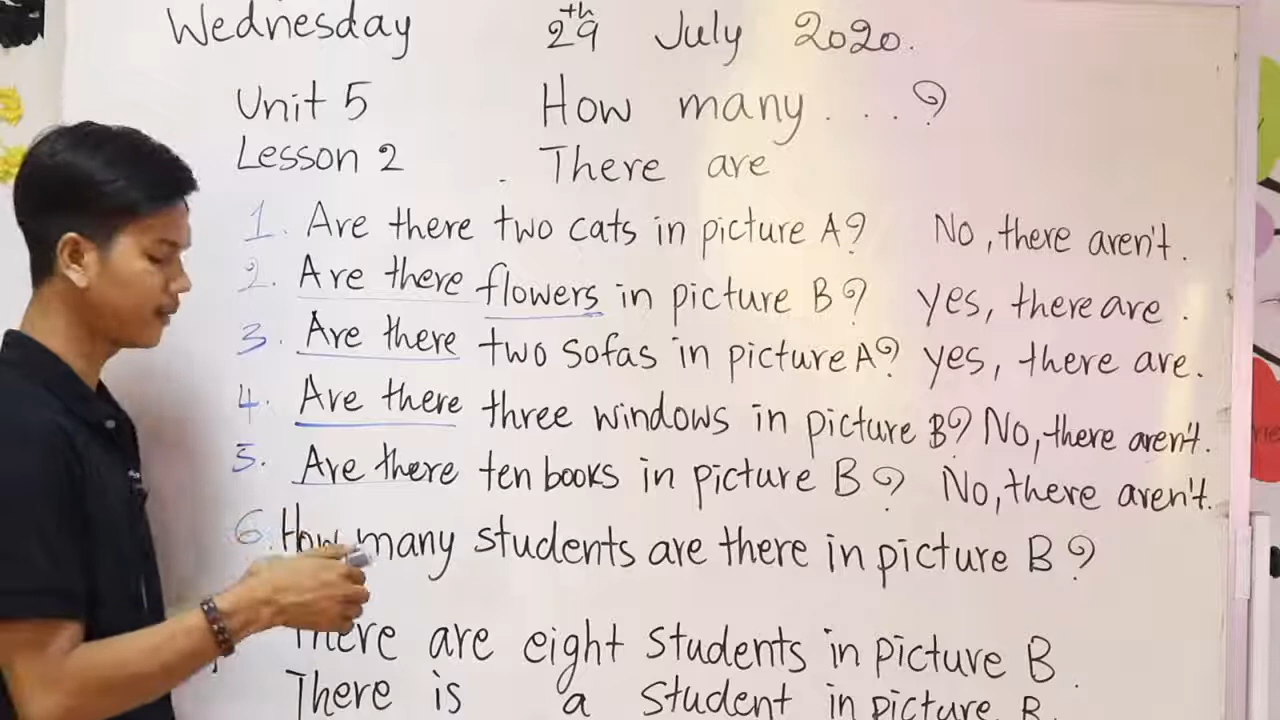 Wednesday 29th July 2020.
Unit 5 How many ...?
Lesson 2 There are
1. Are there two cats in picture A? No, there aren't.
2. Are there flowers in picture B? yes, there are.
3. Are there two sofas in picture A? yes, there are.
4. Are there three windows in picture B? No, there aren't.
5. Are there ten books in picture B? No, there aren't.
6. How many students are there in picture B?
There are eight students in picture B.
There is a student in picture B.